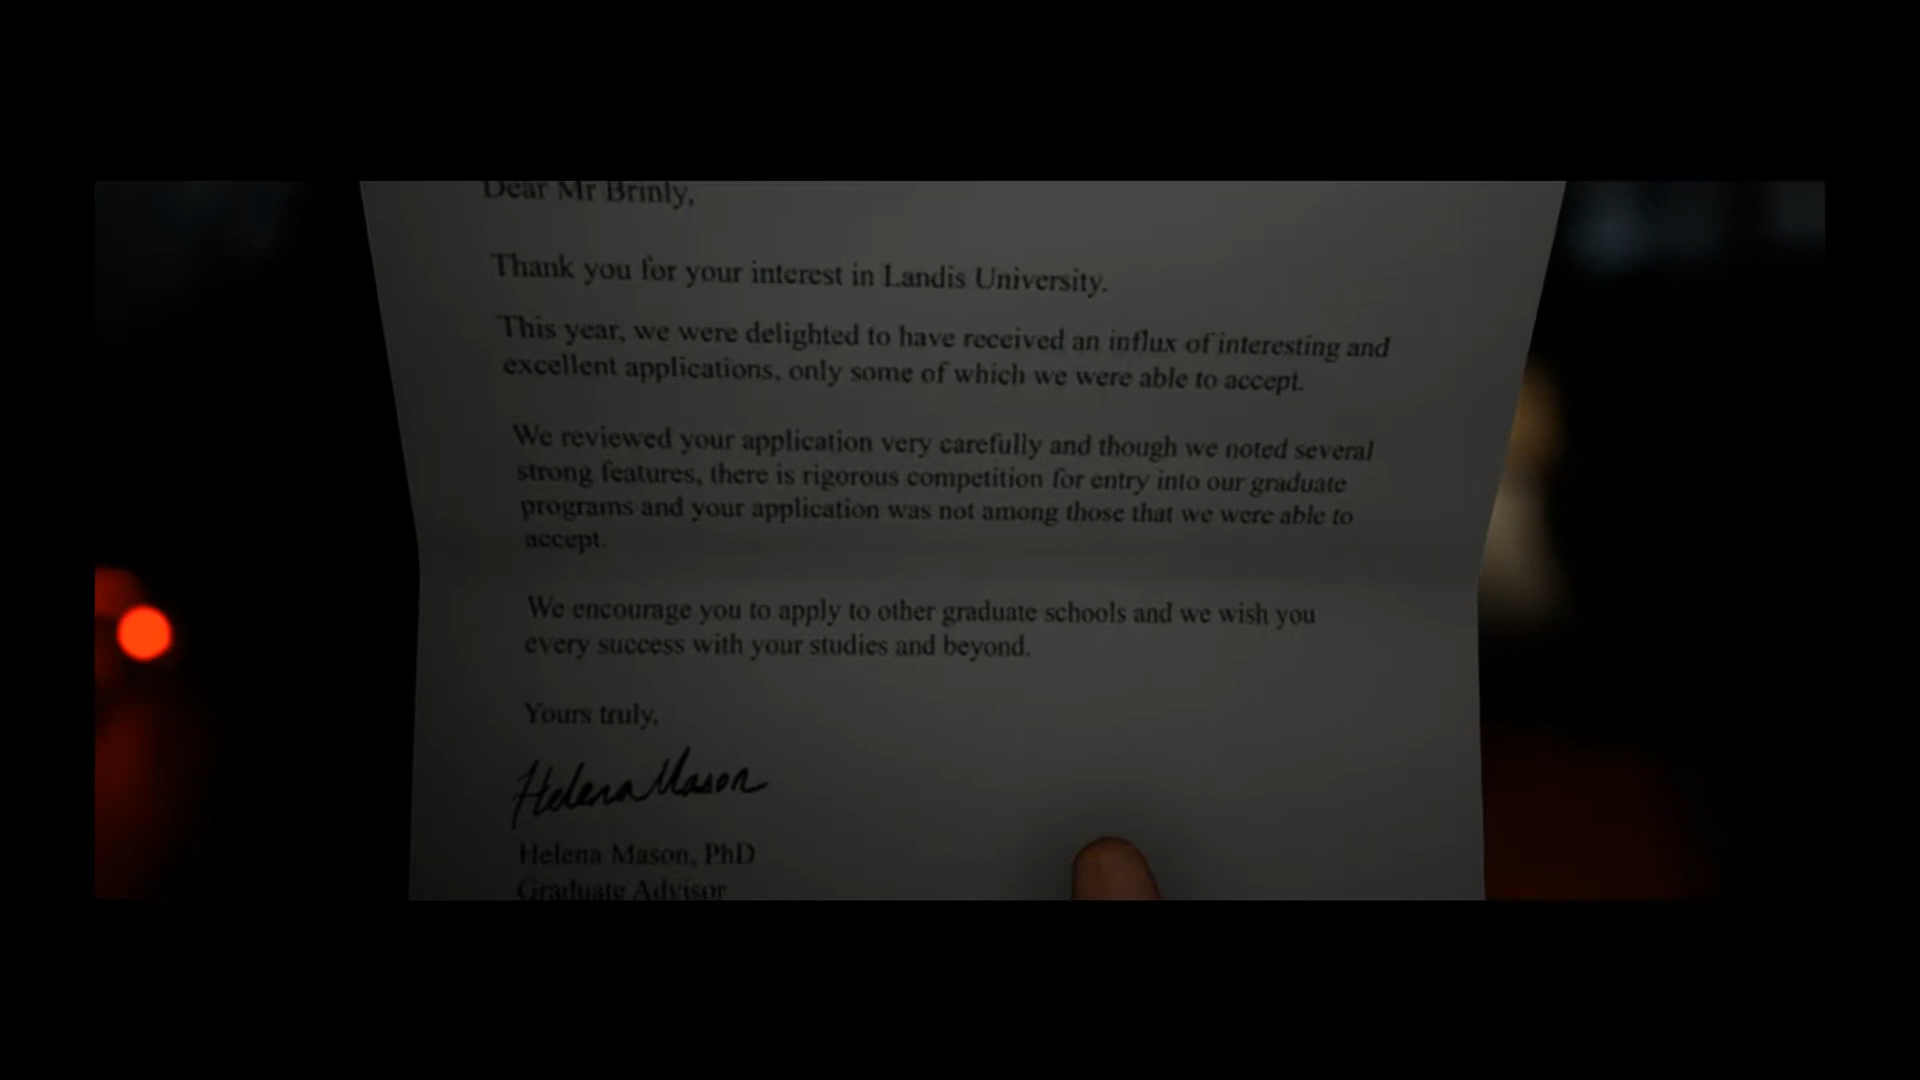 Dear Mr Brinly,
Thank you for your interest in Landis University.
This year, we were delighted to have received an influx of interesting and
excellent applications, only some of which we were able to accept.
We reviewed your application very carefully and though we noted several
strong features, there is rigorous competition for entry into our graduate
programs and your application was not among those that we were able to
accept.
We encourage you to apply to other graduate schools and we wish you
every success with your studies and beyond.
Yours truly,
Helena Mason
Helena Mason, PhD
Graduate Advisor